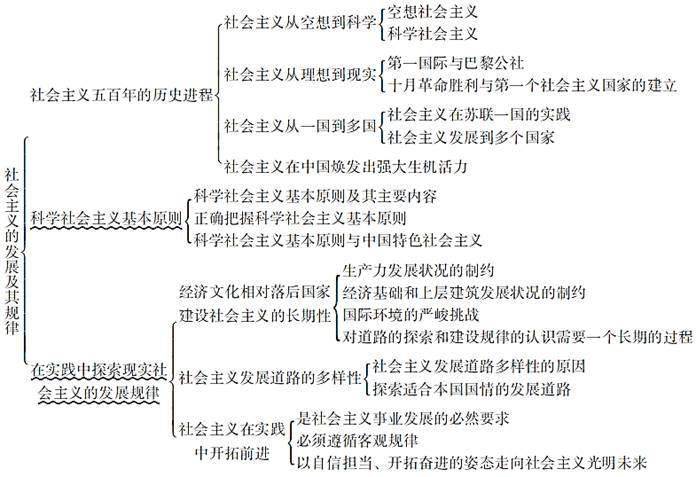 社会主义的发展及其规律
社会主义五百年的历史进程
社会主义从空想到科学
空想社会主义
科学社会主义
社会主义从理想到现实
第一国际与巴黎公社
十月革命胜利与第一个社会主义国家的建立
社会主义从一国到多国
社会主义在苏联一国的实践
社会主义发展到多个国家
社会主义在中国焕发出强大生机活力
科学社会主义基本原则
科学社会主义基本原则及其主要内容
正确把握科学社会主义基本原则
科学社会主义基本原则与中国特色社会主义
在实践中探索现实社
会主义的发展规律
经济文化相对落后国家
建设社会主义的长期性
生产力发展状况的制约
经济基础和上层建筑发展状况的制约
国际环境的严峻挑战
对道路的探索和建设规律的认识需要一个长期的过程
社会主义发展道路的多样性
社会主义发展道路多样性的原因
探索适合本国国情的发展道路
社会主义在实践
中开拓前进
是社会主义事业发展的必然要求
必须遵循客观规律
以自信担当、开拓奋进的姿态走向社会主义光明未来